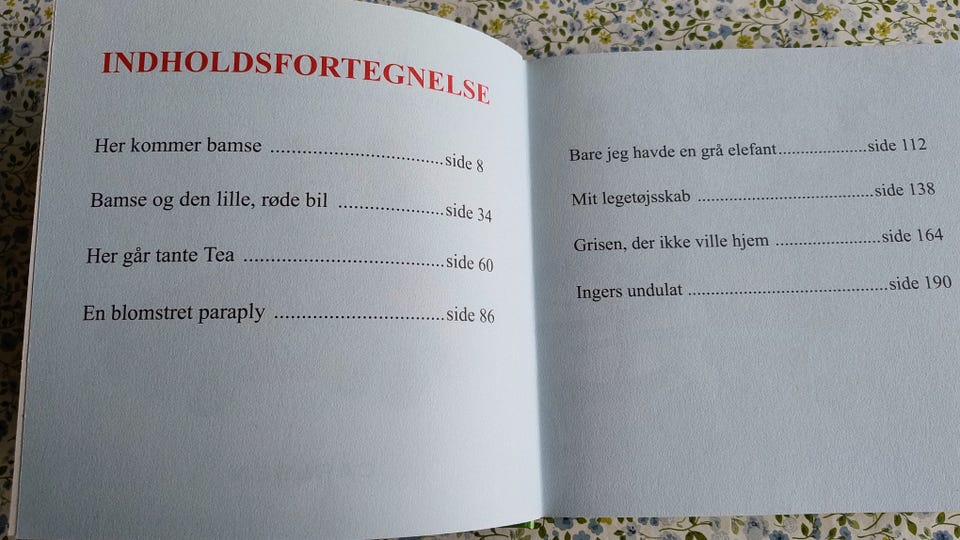 INDHOLDSFORTEGNELSE
Her kommer bamse ................................side 8
Bamse og den lille, røde bil ....................side 34
Her går tante Tea .....................................side 60
En blomstret paraply ................................side 86
Bare jeg havde en grå elefant....................side 112
Mit legetøjsskab ........................................side 138
Grisen, der ikke ville hjem ........................side 164
Ingers undulat .............................................side 190